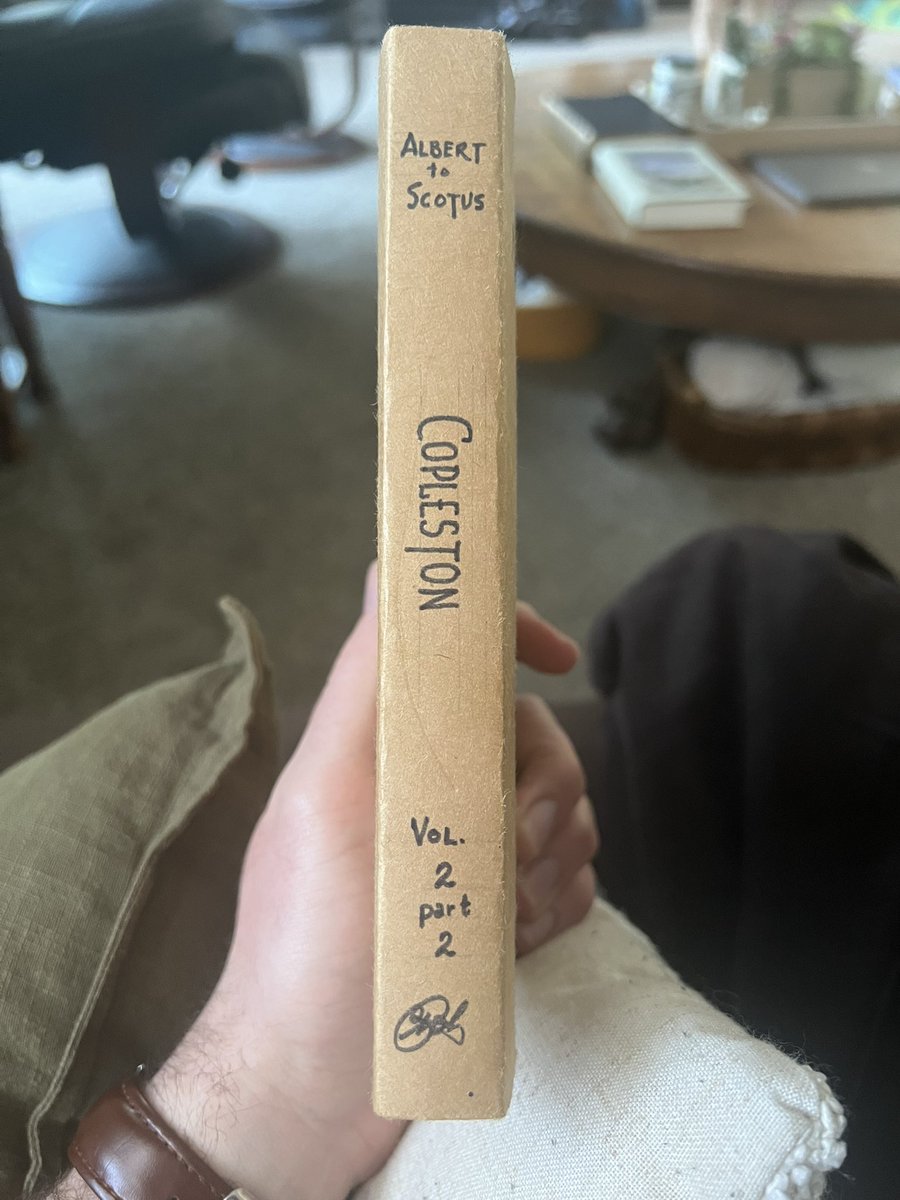 ALBERT
to
SCOTUS
COPLESTON
VOL.
2
part
2